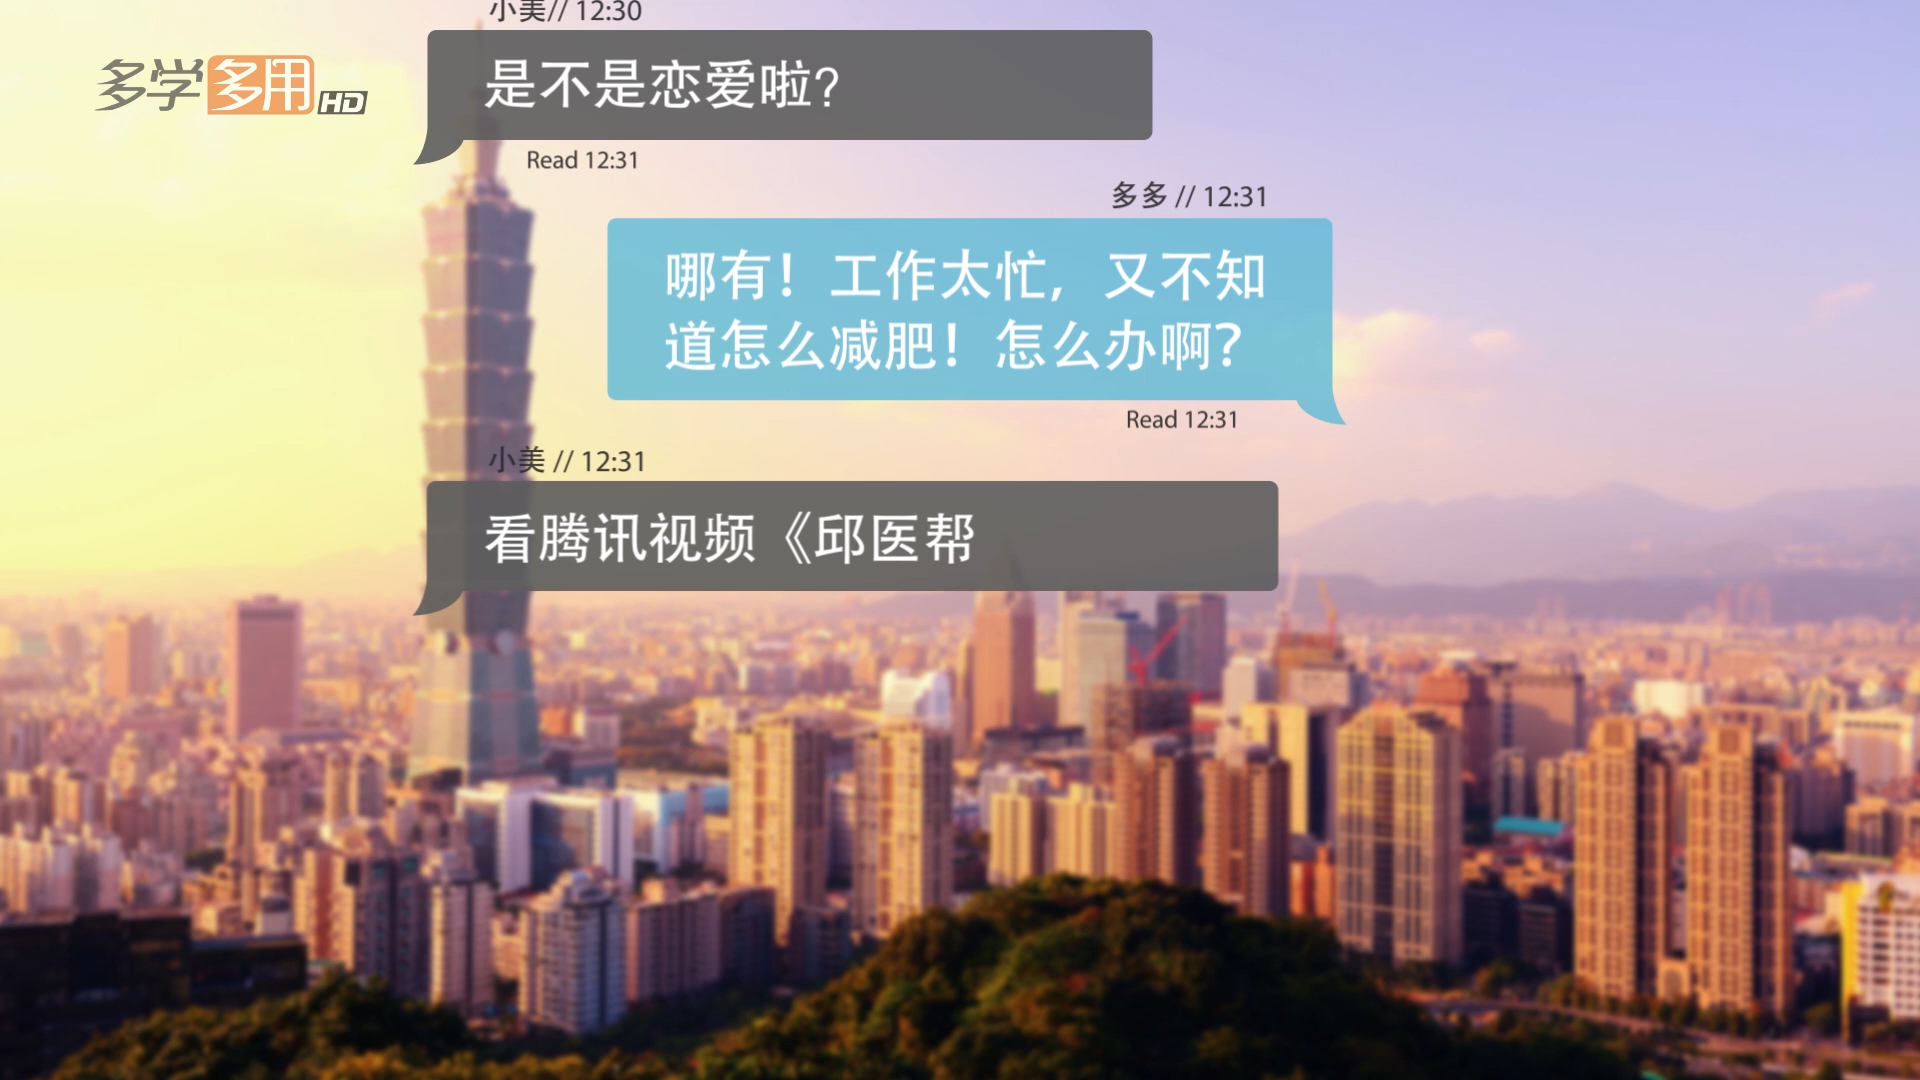 小美// 12:30
多学多用HD
是不是恋爱啦？
Read 12:31
多多 // 12:31
哪有！工作太忙，又不知
道怎么减肥！怎么办啊？
Read 12:31
小美 // 12:31
看腾讯视频《邱医帮